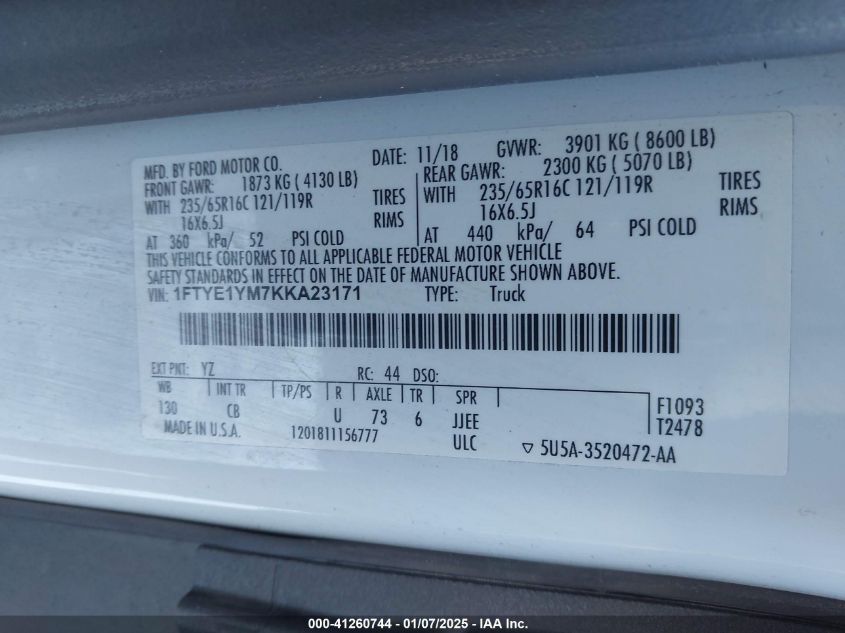 MFD. BY FORD MOTOR CO. DATE: 11/18 GVWR: 3901 KG ( 8600 LB)
FRONT GAWR: 1873 KG ( 4130 LB) REAR GAWR: 2300 KG ( 5070 LB)
WITH 235/65R16C 121/119R TIRES WITH 235/65R16C 121/119R TIRES
16X6.5J RIMS 16X6.5J RIMS
AT 360 kPa/ 52 PSI COLD AT 440 kPa/ 64 PSI COLD
THIS VEHICLE CONFORMS TO ALL APPLICABLE FEDERAL MOTOR VEHICLE
SAFETY STANDARDS IN EFFECT ON THE DATE OF MANUFACTURE SHOWN ABOVE.
VIN: 1FTYE1YM7KKA23171 TYPE: Truck
EXT PNT: YZ RC: 44 DSO:
WB INT TR TP/PS R AXLE TR SPR
130 CB U 73 6 JJEE F1093
MADE IN U.S.A. 1201811156777 ULC T2478
▽ 5U5A-3520472-AA
000-41260744 - 01/07/2025 - IAA Inc.